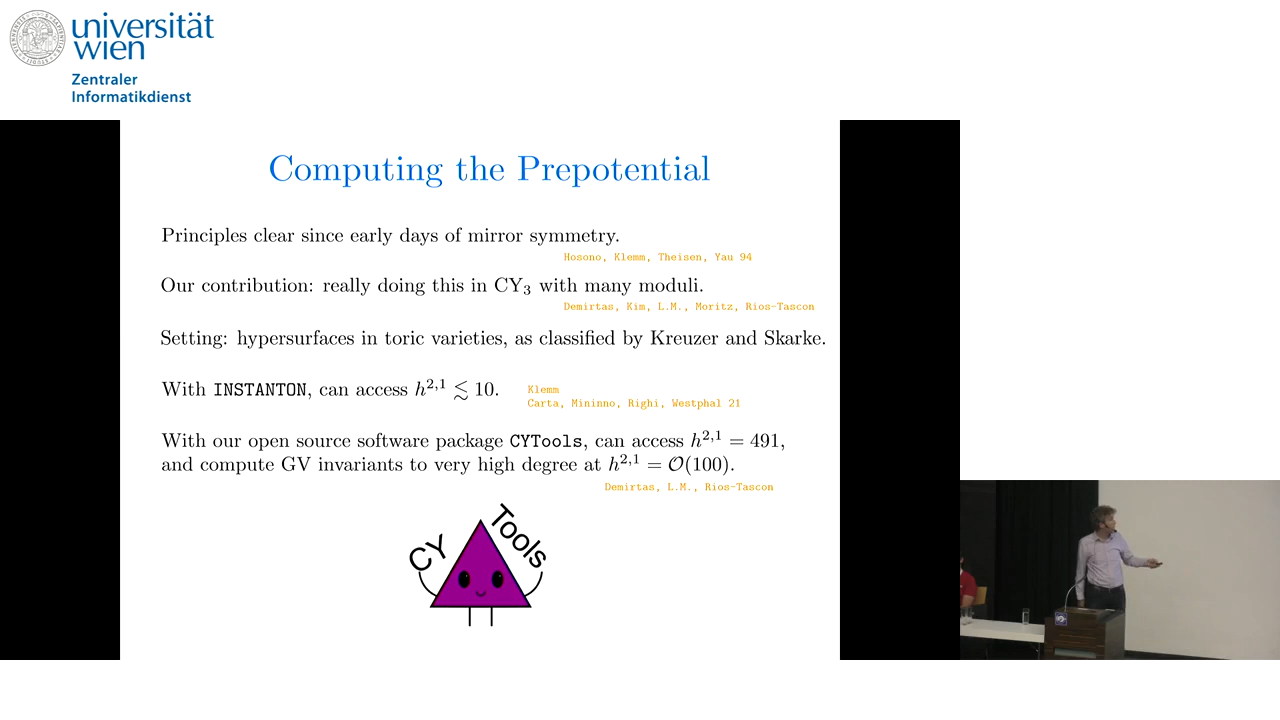 universität
wien
Zentraler
Informatikdienst
Computing the Prepotential
Principles clear since early days of mirror symmetry.
Hosono, Klemm, Theisen, Yau 94
Our contribution: really doing this in CY₃ with many moduli.
Demirtas, Kim, L.M., Moritz, Rios-Tascon
Setting: hypersurfaces in toric varieties, as classified by Kreuzer and Skarke.
With INSTANTON, can access h²,¹ ≲ 10.
Klemm
Carta, Mininno, Righi, Westphal 21
With our open source software package CYTools, can access h²,¹ = 491,
and compute GV invariants to very high degree at h²,¹ = 𝒪(100).
Demirtas, L.M., Rios-Tascon
CY Tools